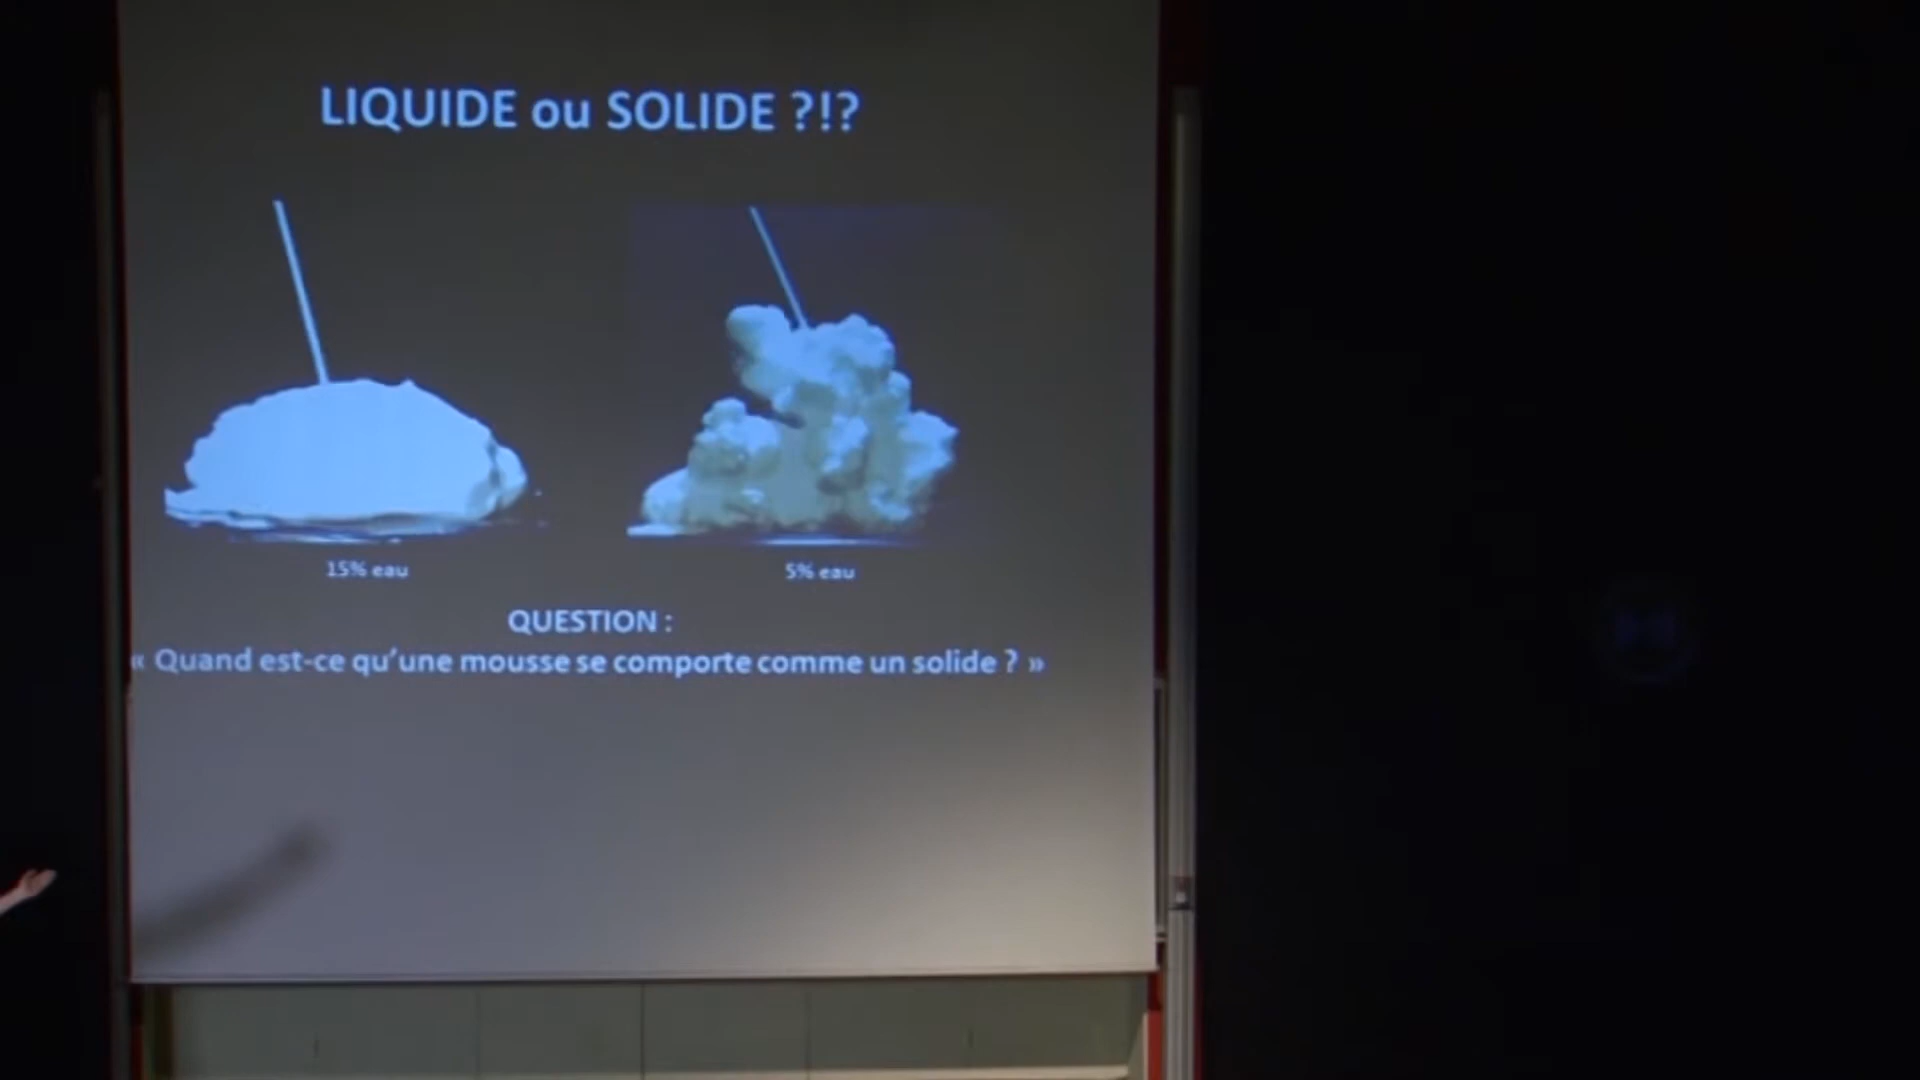 LIQUIDE ou SOLIDE ?!?
15% eau
5% eau
QUESTION :
« Quand est-ce qu’une mousse se comporte comme un solide ? »